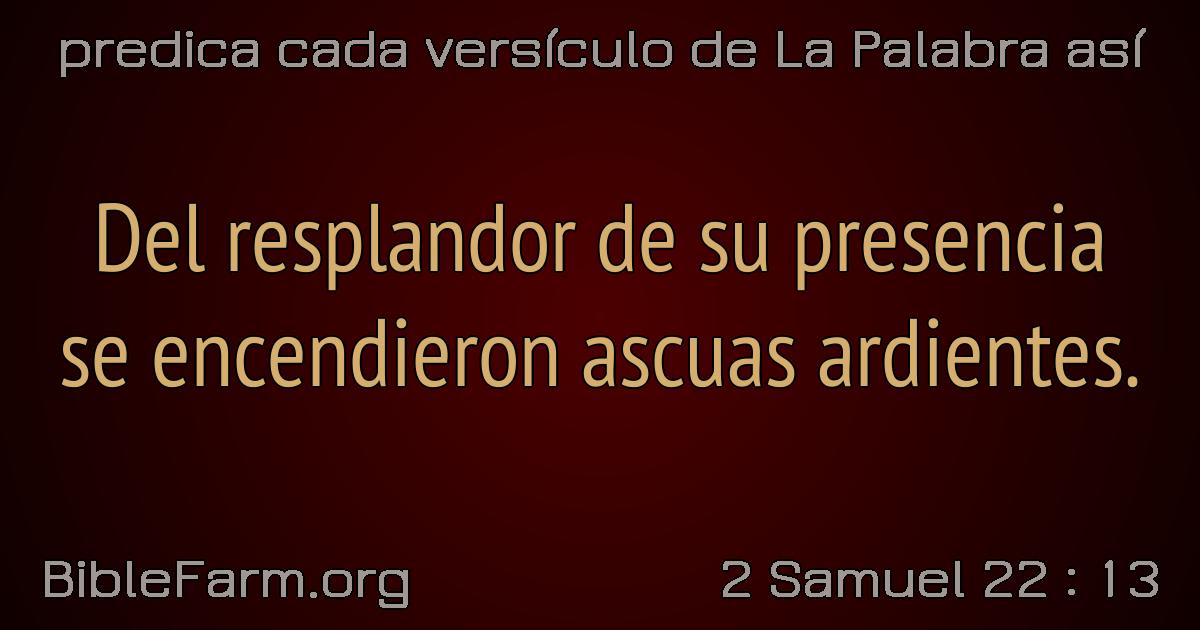 predica cada versículo de La Palabra así
Del resplandor de su presencia
se encendieron ascuas ardientes.
BibleFarm.org
2 Samuel 22 : 13